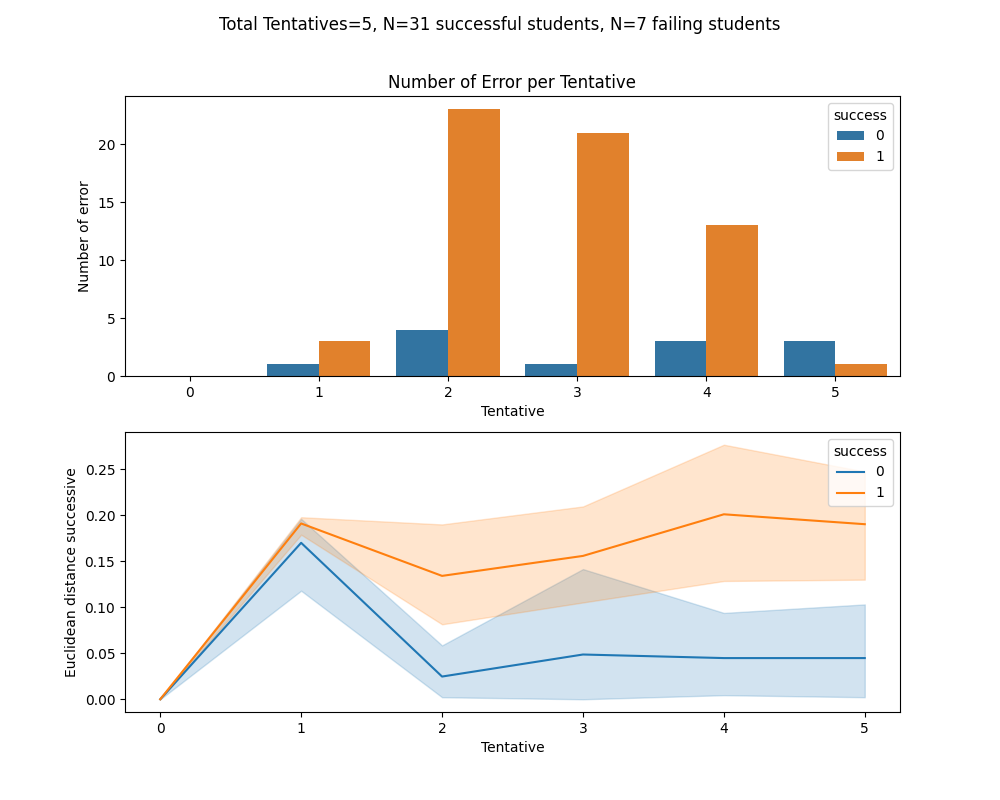 Total Tentatives=5, N=31 successful students, N=7 failing students
Number of Error per Tentative
success
0
1
20
15
10
5
0
Number of error
0 1 2 3 4 5
Tentative
success
0
1
0.25
0.20
0.15
0.10
0.05
0.00
Euclidean distance successive
0 1 2 3 4 5
Tentative